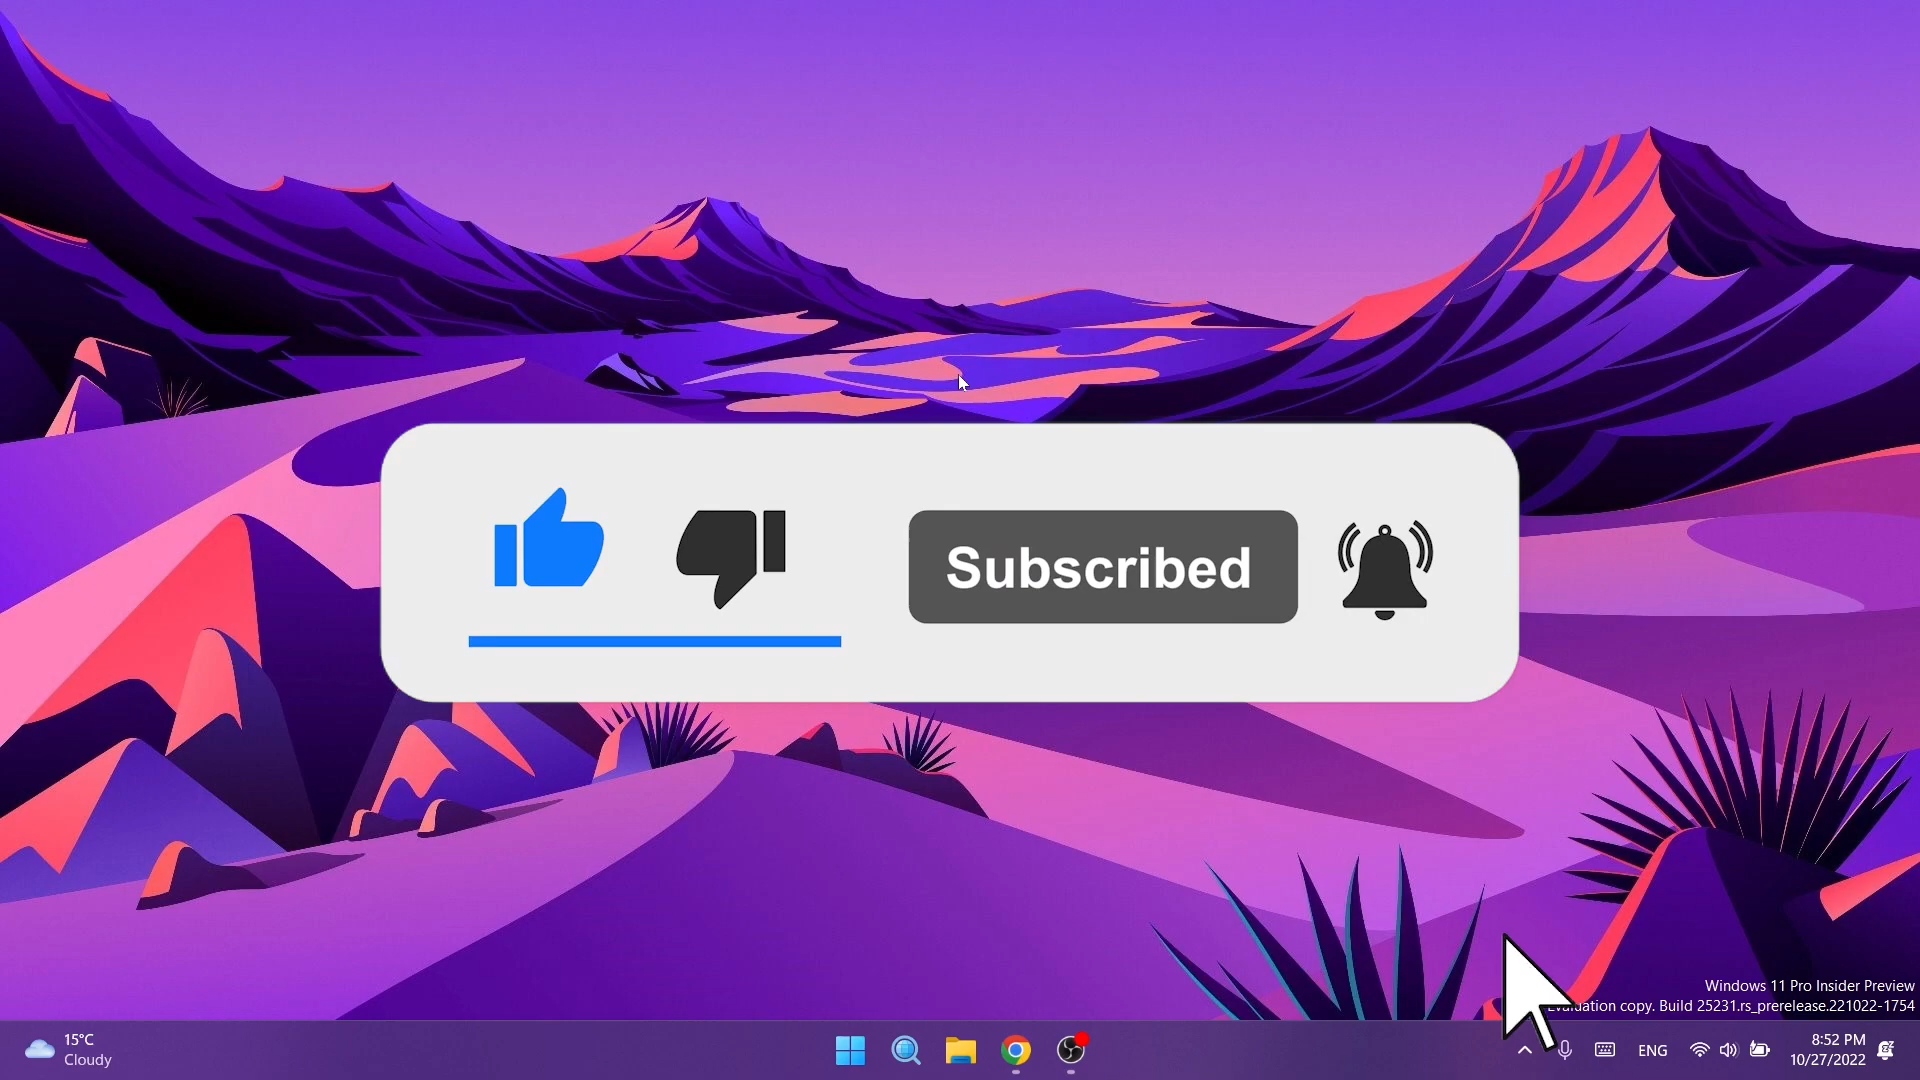 Subscribed
Windows 11 Pro Insider Preview
copy. Build 25231.rs_prerelease.221022-1754
15°C
Cloudy
ENG
8:52 PM
10/27/2022